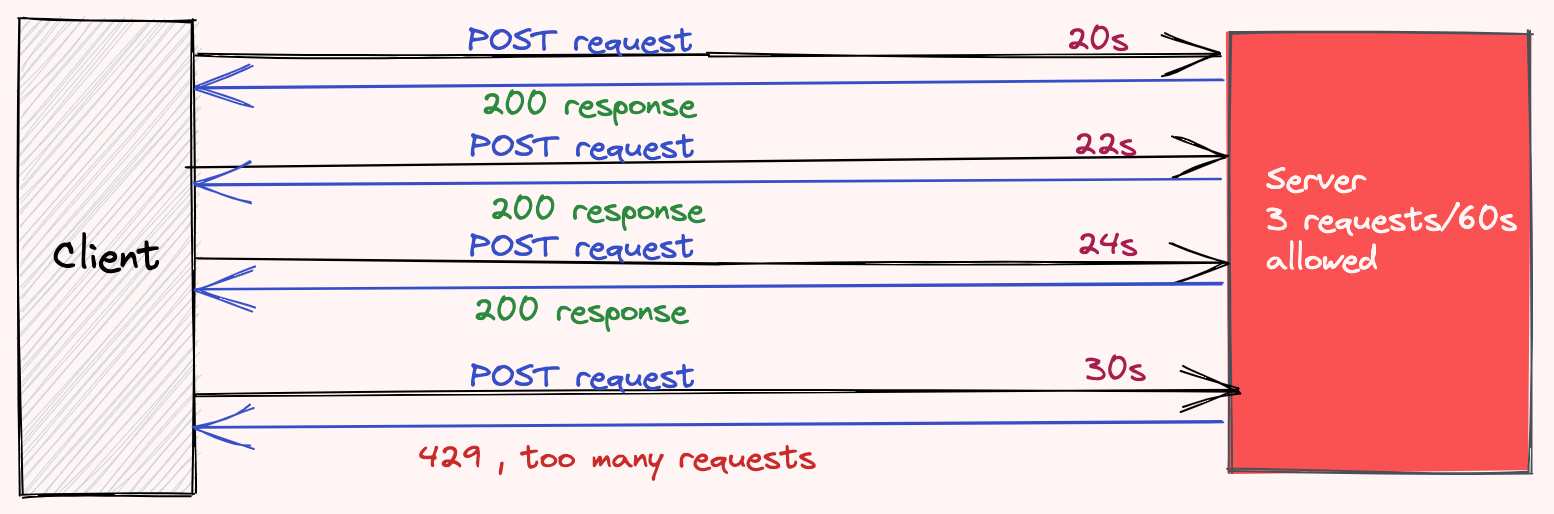 POST request
20s
200 response
POST request
22s
Server
3 requests/60s
allowed
200 response
Client
POST request
24s
200 response
POST request
30s
429 , too many requests